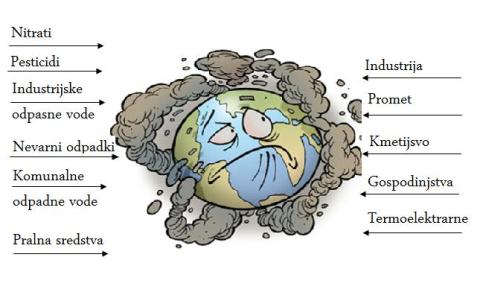 Nitrati
Pesticidi
Industrijske
odpasne vode
Nevarni odpadki
Komunalne
odpadne vode
Pralna sredstva
Industrija
Promet
Kmetijsvo
Gospodinjstva
Termoelektrarne